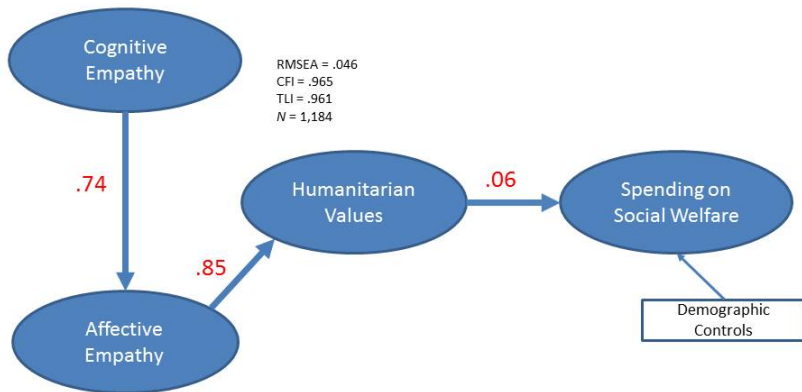 Cognitive
Empathy
RMSEA = .046
CFI = .965
TLI = .961
N = 1,184
.74
Humanitarian
Values
.06
Spending on
Social Welfare
.85
Affective
Empathy
Demographic
Controls